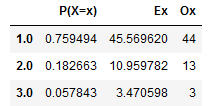 P(X=x) Ex Ox
1.0 0.759494 45.569620 44
2.0 0.182663 10.959782 13
3.0 0.057843 3.470598 3